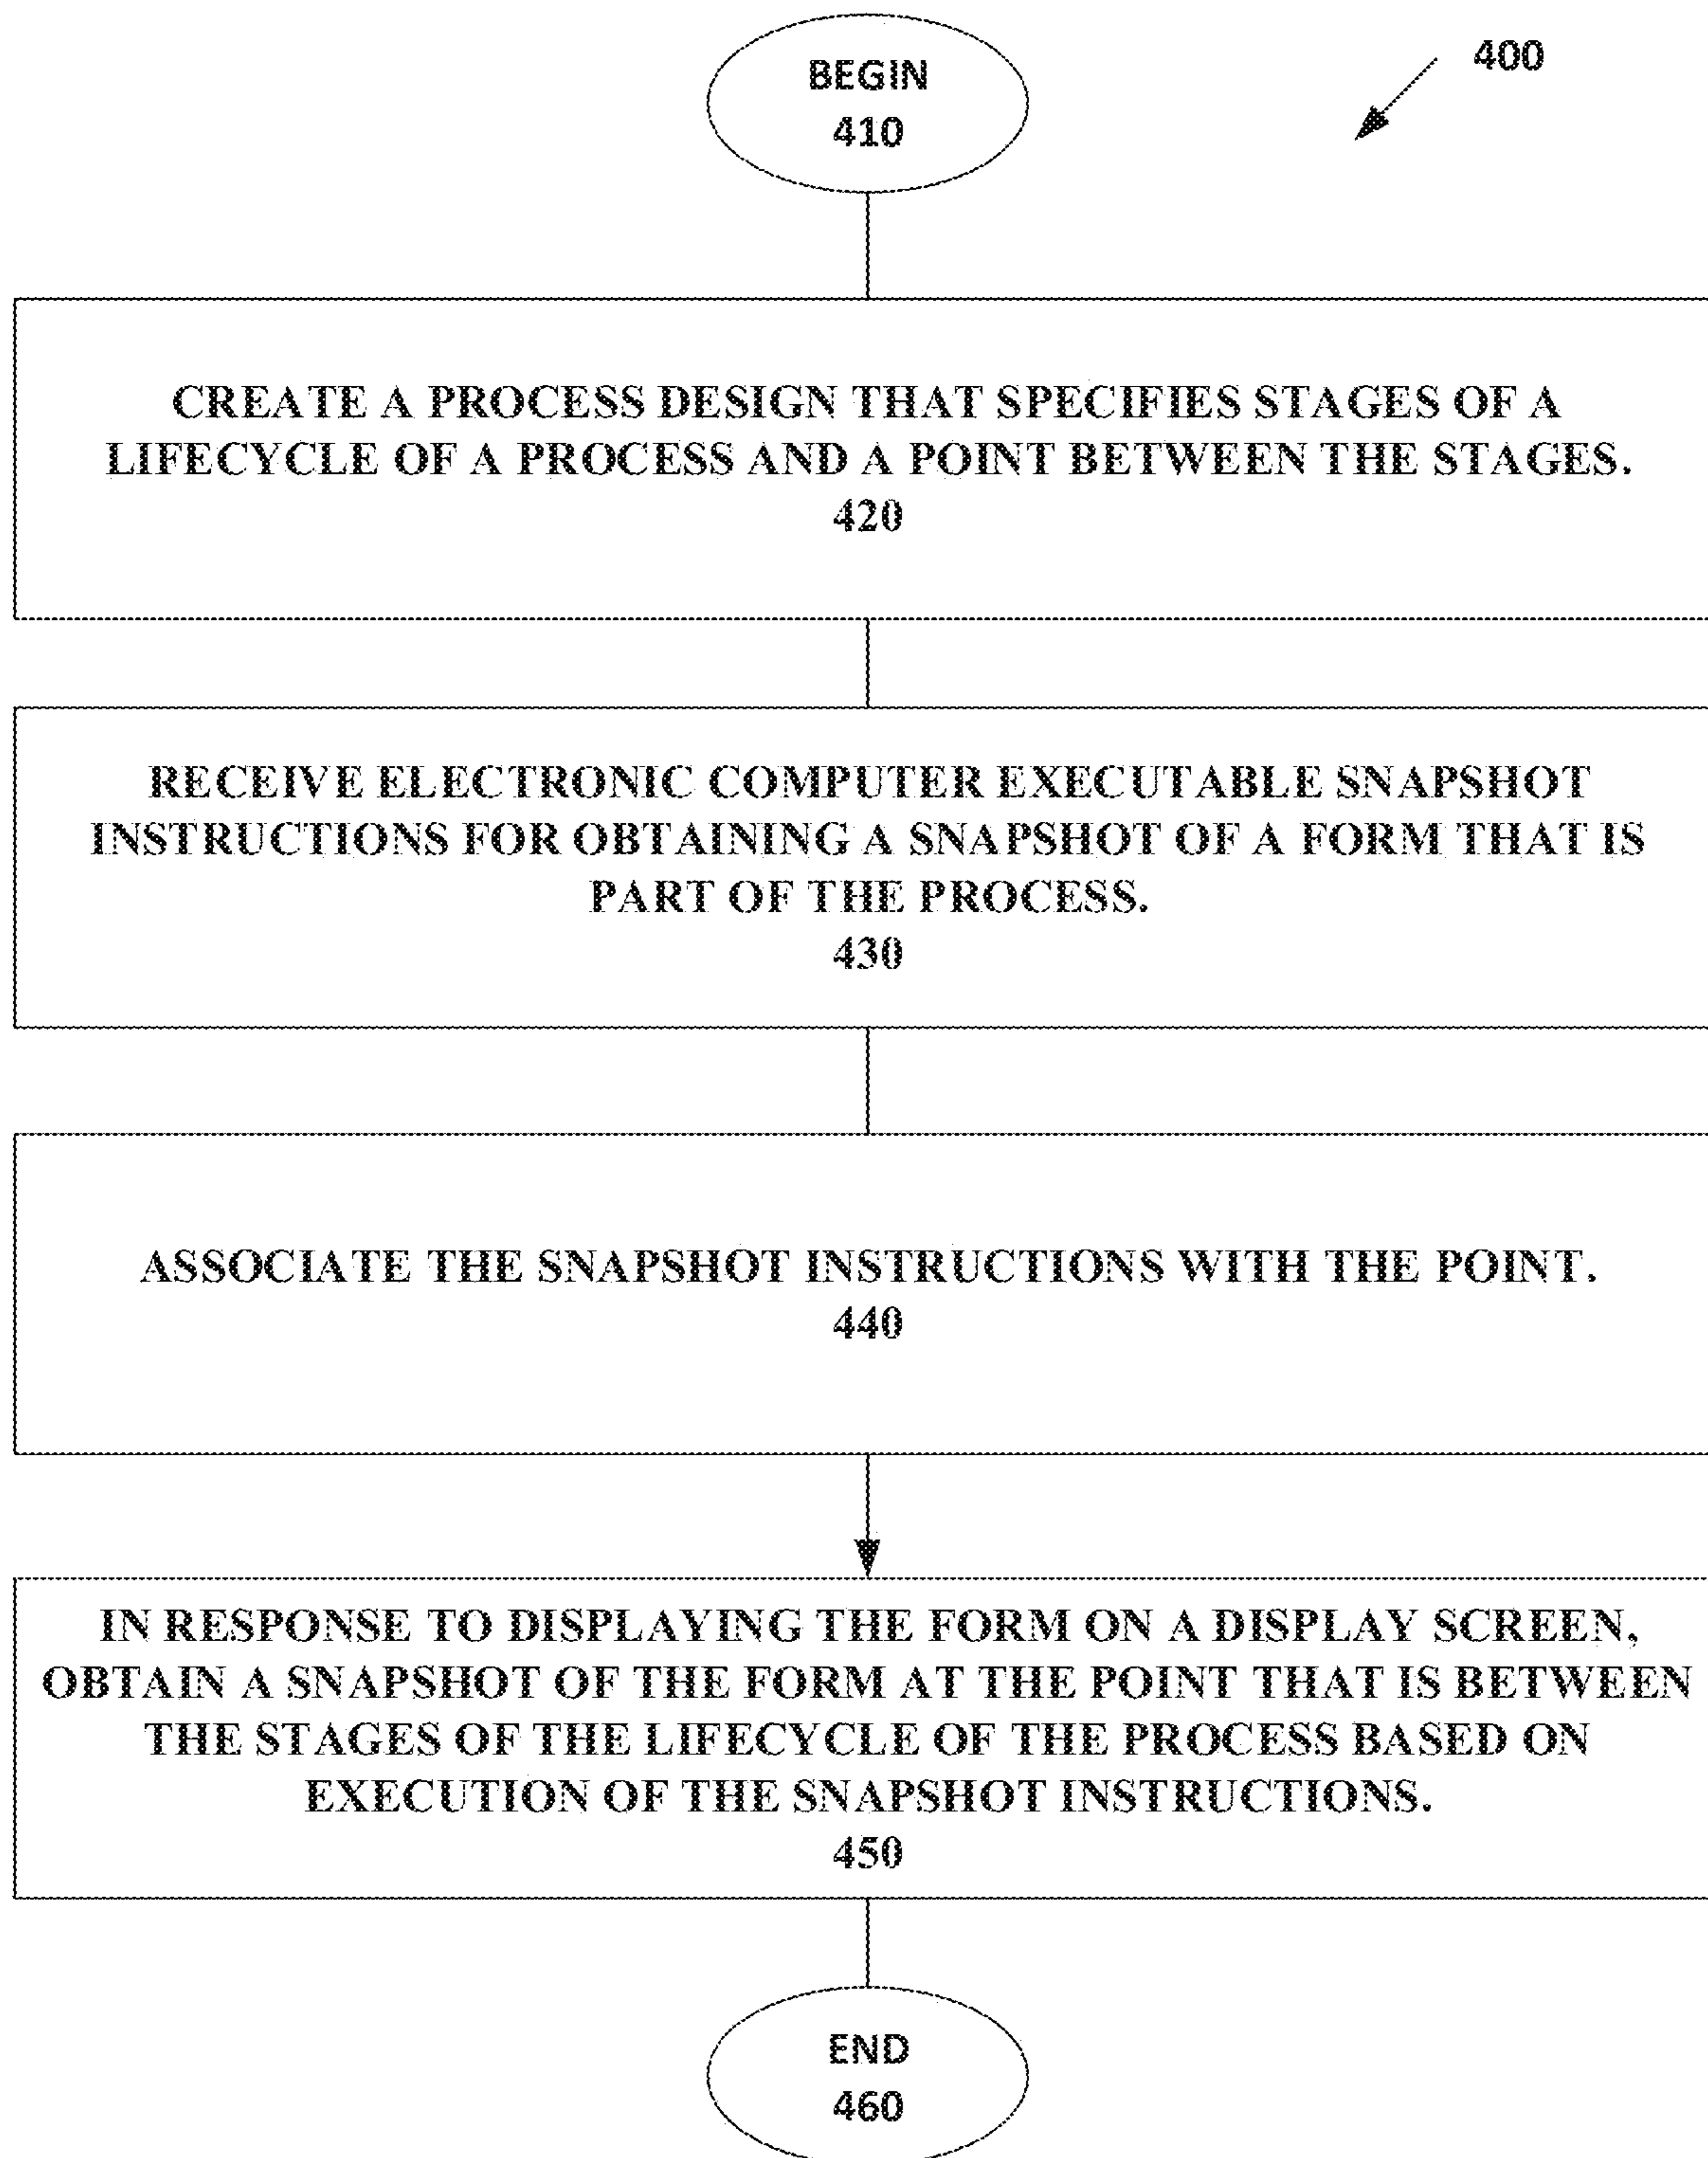 BEGIN
410
400
CREATE A PROCESS DESIGN THAT SPECIFIES STAGES OF A
LIFECYCLE OF A PROCESS AND A POINT BETWEEN THE STAGES.
420
RECEIVE ELECTRONIC COMPUTER EXECUTABLE SNAPSHOT
INSTRUCTIONS FOR OBTAINING A SNAPSHOT OF A FORM THAT IS
PART OF THE PROCESS.
430
ASSOCIATE THE SNAPSHOT INSTRUCTIONS WITH THE POINT.
440
IN RESPONSE TO DISPLAYING THE FORM ON A DISPLAY SCREEN,
OBTAIN A SNAPSHOT OF THE FORM AT THE POINT THAT IS BETWEEN
THE STAGES OF THE LIFECYCLE OF THE PROCESS BASED ON
EXECUTION OF THE SNAPSHOT INSTRUCTIONS.
450
END
460